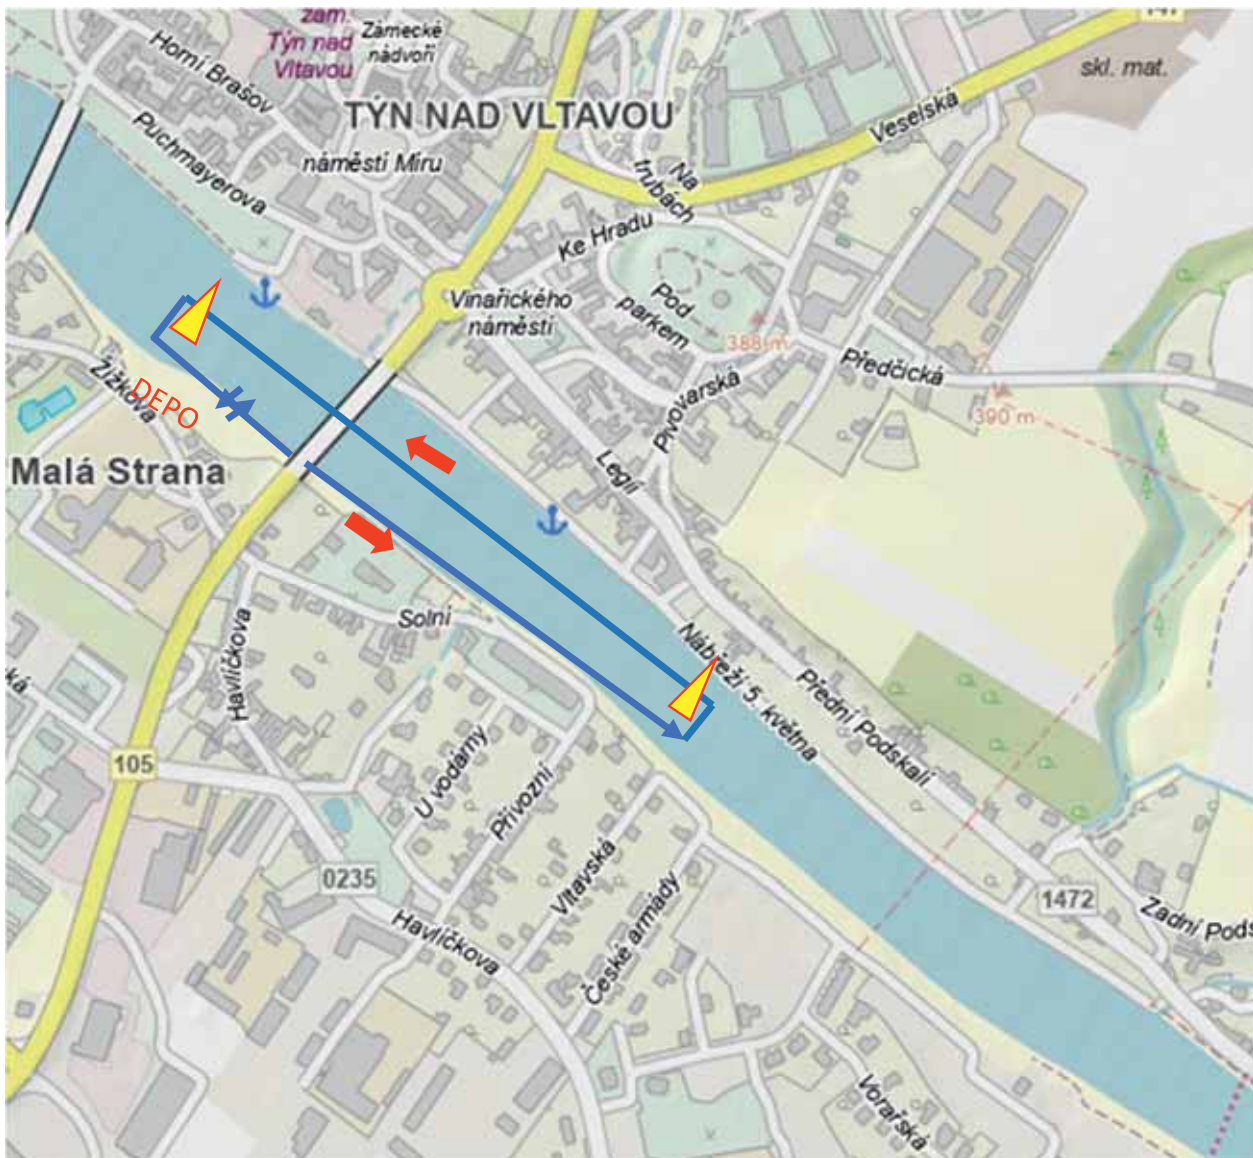 zám.
Týn nad
Vltavou
Zámecké
nádvoří
Horní Brašov
TÝN NAD VLTAVOU
Puchmayerova
náměstí Míru
Na
trubách
Veselská
skl. mat.
141
Ke Hradu
Pod
parkem
Vinařického
náměstí
388 m
Předčická
390 m
Pivovarská
Žižkova
DEPO
Malá Strana
Legií
Solní
Havlíčkova
Nábřeží 5. května
Přední Podskalí
ká
105
U vodárny
Přívozní
0235
Vltavská
České armády
Havlíčkova
1472
Zadní Pods
Vorařská